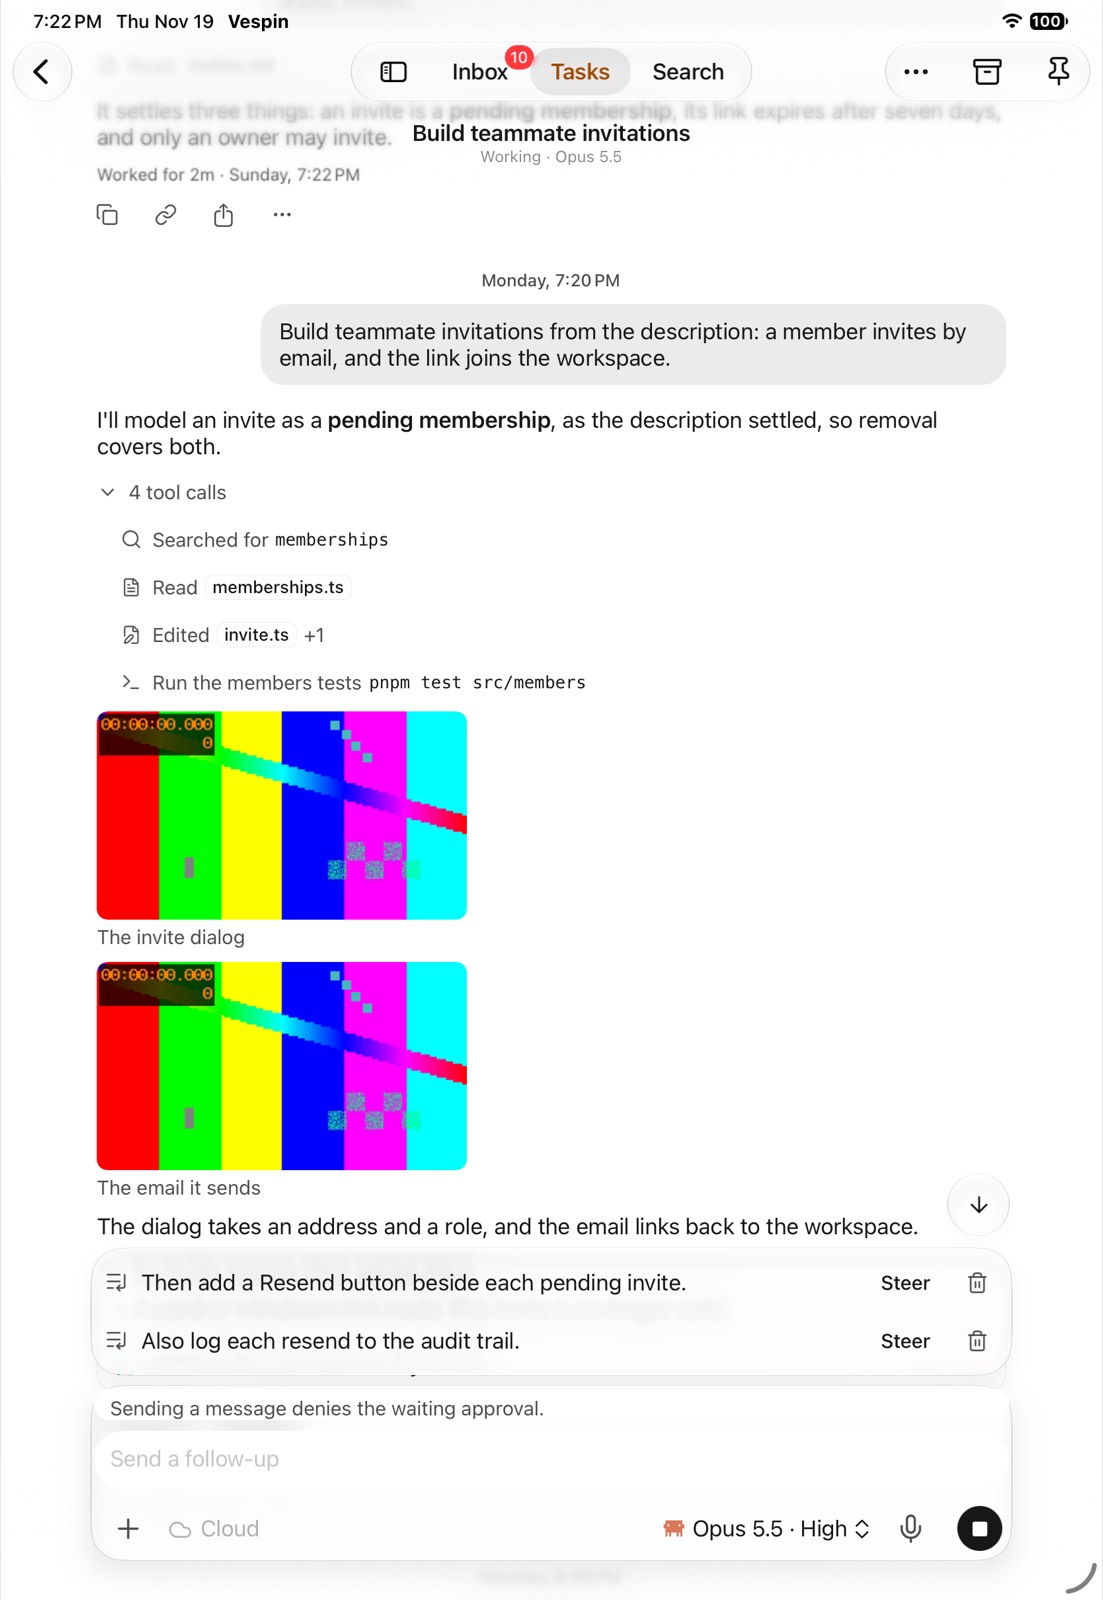 7:22 PM Thu Nov 19 Vespin
100
Inbox 10 Tasks Search
It settles three things: an invite is a pending membership, its link expires after seven days,
and only an owner may invite.
Build teammate invitations
Working · Opus 5.5
Worked for 2m · Sunday, 7:22 PM
Monday, 7:20 PM
Build teammate invitations from the description: a member invites by
email, and the link joins the workspace.
I'll model an invite as a pending membership, as the description settled, so removal
covers both.
4 tool calls
Searched for memberships
Read memberships.ts
Edited invite.ts +1
Run the members tests pnpm test src/members
00:00:00.000
0
The invite dialog
00:00:00.000
0
The email it sends
The dialog takes an address and a role, and the email links back to the workspace.
Then add a Resend button beside each pending invite. Steer
Also log each resend to the audit trail. Steer
Sending a message denies the waiting approval.
Send a follow-up
Cloud
Opus 5.5 · High